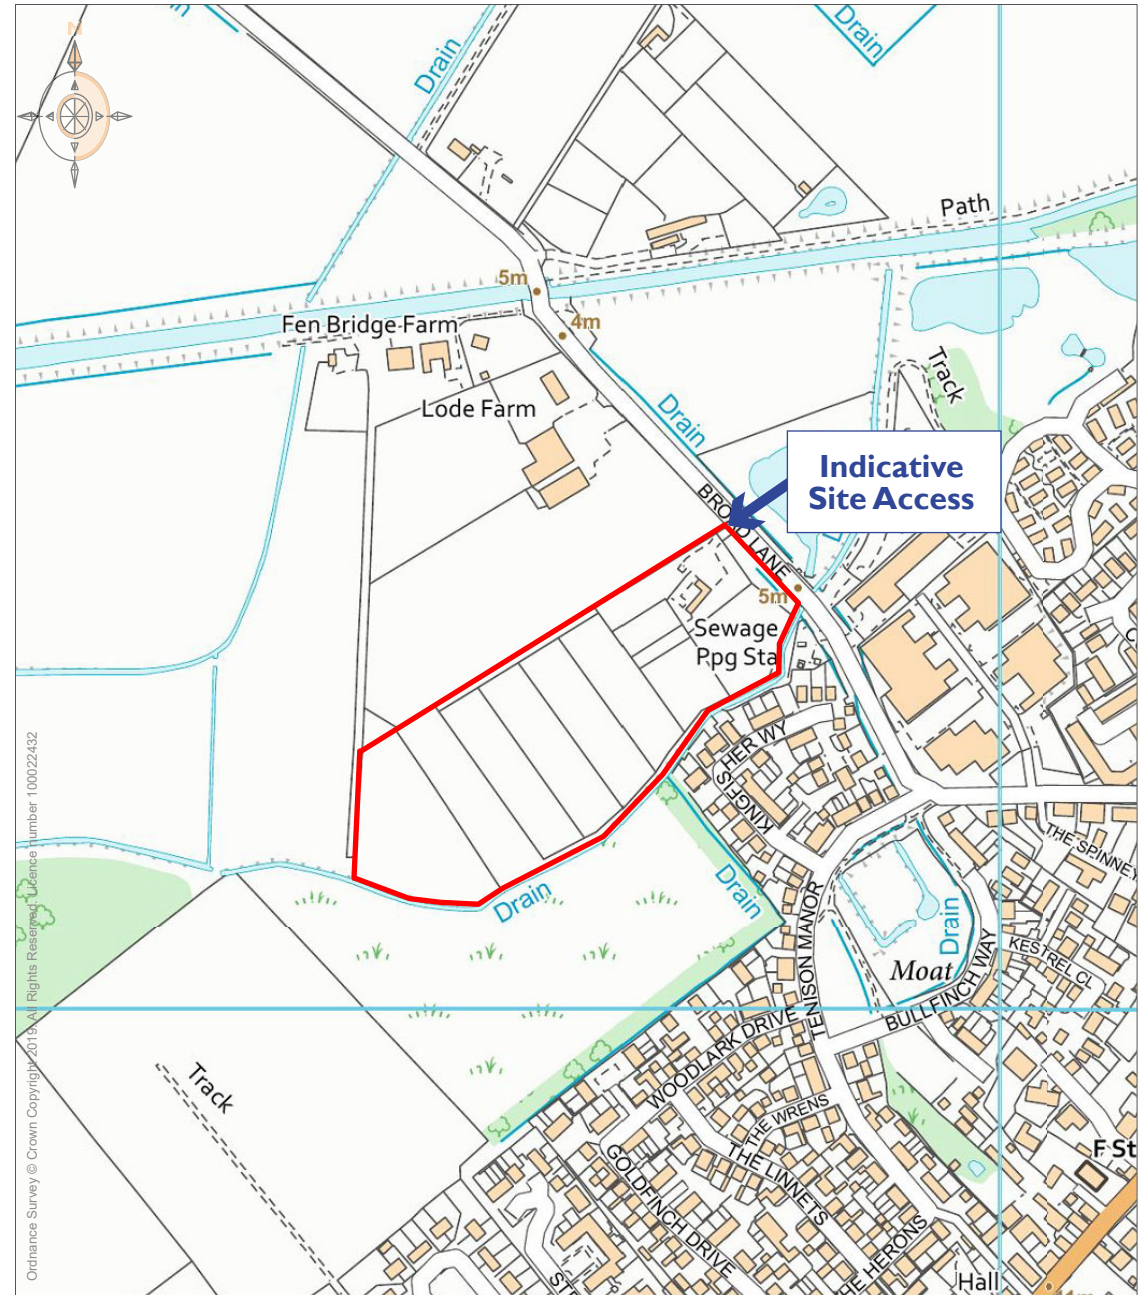 N
Drain
Drain
Path
5m
Fen Bridge Farm
4m
Track
Lode Farm
Drain
Indicative
Site Access
BROAD LANE
5m
Sewage
Ppg Sta
KINGFISHER WY
THE SPINNEY
Drain
Drain
TENISON MANOR
Drain
Moat
KESTREL CL
BULLFINCH WAY
WOODLARK DRIVE
Track
THE WRENS
THE LINNETS
GOLDFINCH DRIVE
F St
HE HERONS
Hall
Ordnance Survey © Crown Copyright 2019. All Rights Reserved. Licence number 100022432